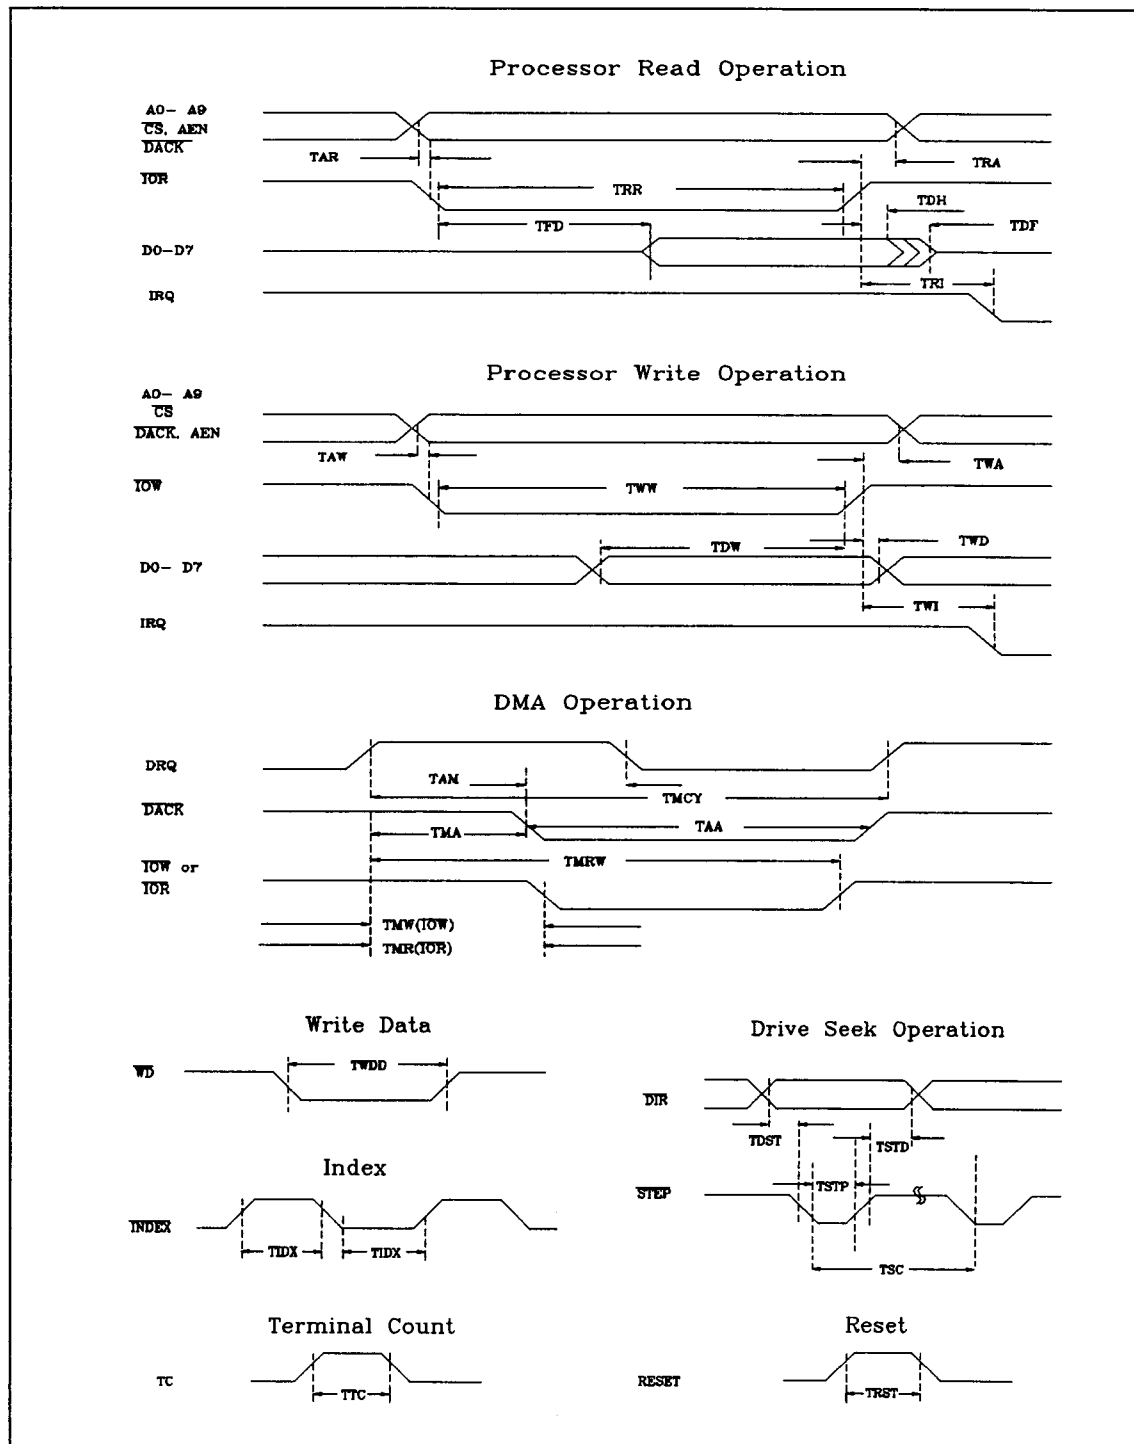 Processor Read Operation
A0- A9
CS, AEN
DACK
TAR
TRA
IOR
TRR
TDH
TFD
TDF
D0-D7
TRI
IRQ
Processor Write Operation
A0- A9
CS
DACK, AEN
TAW
TWA
IOW
TWW
TDW
TWD
D0- D7
TWI
IRQ
DMA Operation
DRQ
TAM
TMCY
DACK
TMA
TAA
IOW or
IOR
TMRW
TMW(IOW)
TMR(IOR)
Write Data
WD
TWDD
Drive Seek Operation
DIR
TDST
TSTD
Index
INDEX
TIDX
TIDX
STEP
TSTP
TSC
Terminal Count
TC
TTC
Reset
RESET
TRST